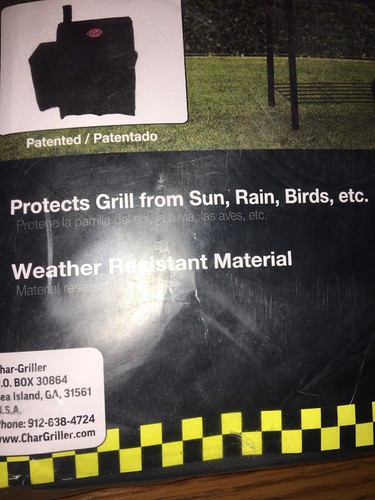 Patented / Patentado
Protects Grill from Sun, Rain, Birds, etc.
Protege la parrilla del sol, la lluvia, las aves, etc.
Weather Resistant Material
Material
har-Griller
.O. BOX 30864
ea Island, GA, 31561
.S.A.
hone: 912-638-4724
www.CharGriller.com